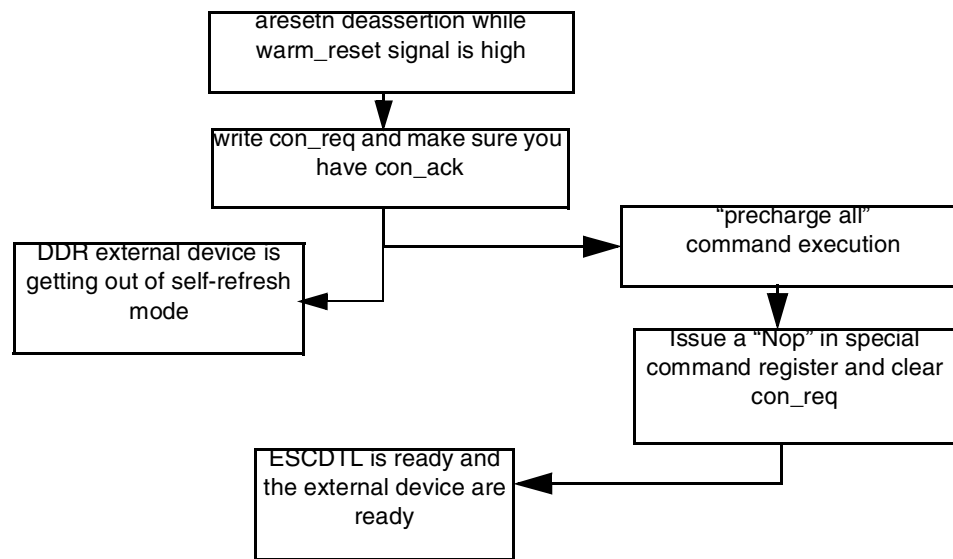 aresetn deassertion while
warm_reset signal is high
write con_req and make sure you
have con_ack
“precharge all”
command execution
DDR external device is
getting out of self-refresh
mode
Issue a “Nop” in special
command register and clear
con_req
ESCDTL is ready and
the external device are
ready